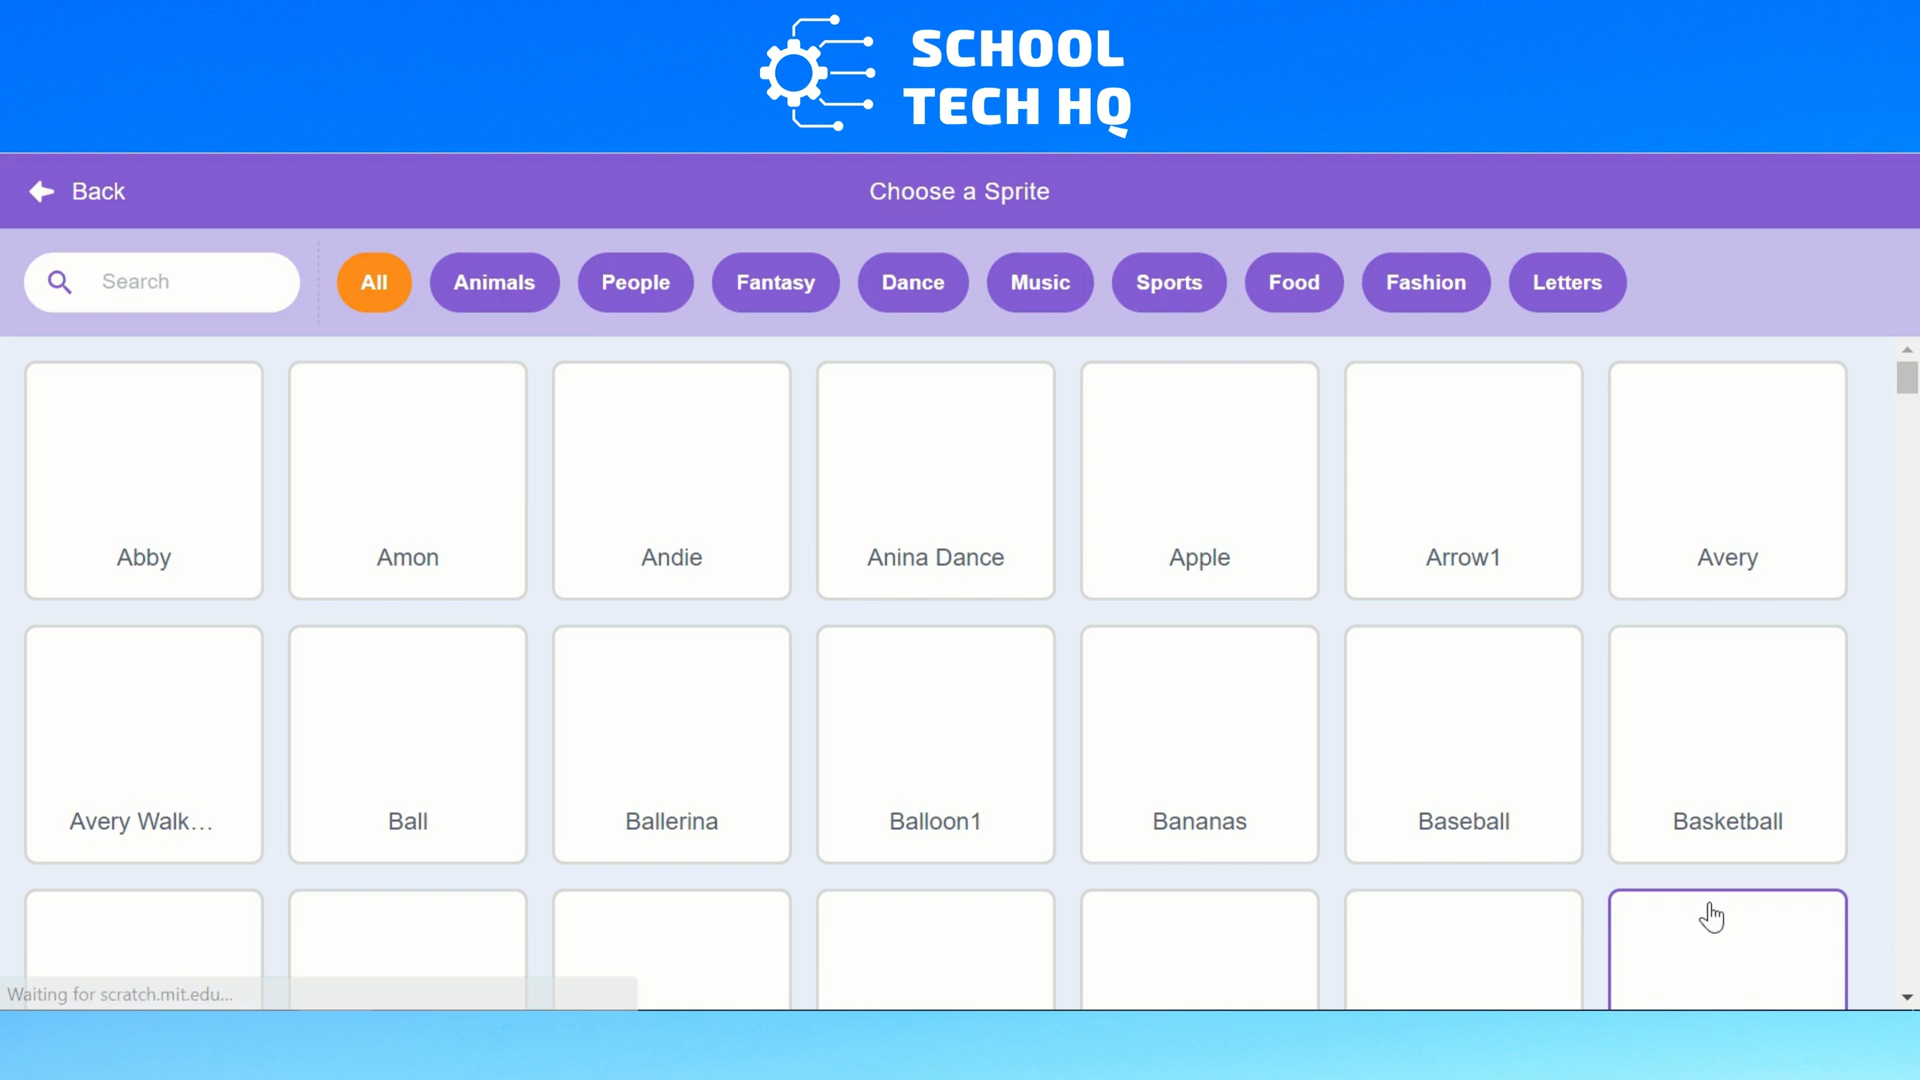 SCHOOL
TECH HQ
Back
Choose a Sprite
Search
All
Animals
People
Fantasy
Dance
Music
Sports
Food
Fashion
Letters
Abby
Amon
Andie
Anina Dance
Apple
Arrow1
Avery
Avery Walk...
Ball
Ballerina
Balloon1
Bananas
Baseball
Basketball
Waiting for scratch.mit.edu...